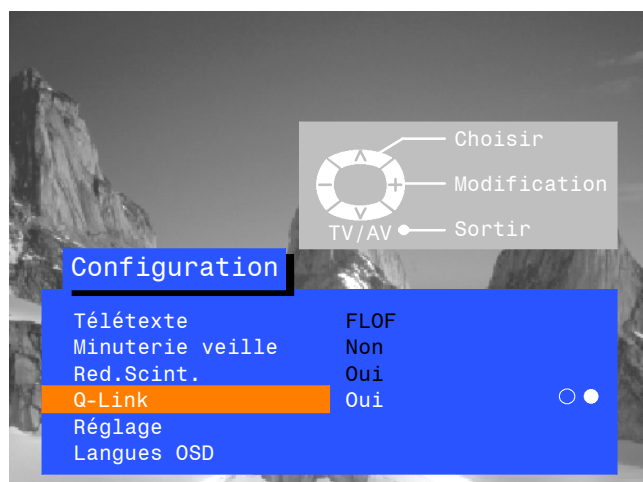 Choisir
Modification
TV/AV Sortir
Configuration
Télétexte FLOF
Minuterie veille Non
Red.Scint. Oui
Q-Link Oui
Réglage
Langues OSD